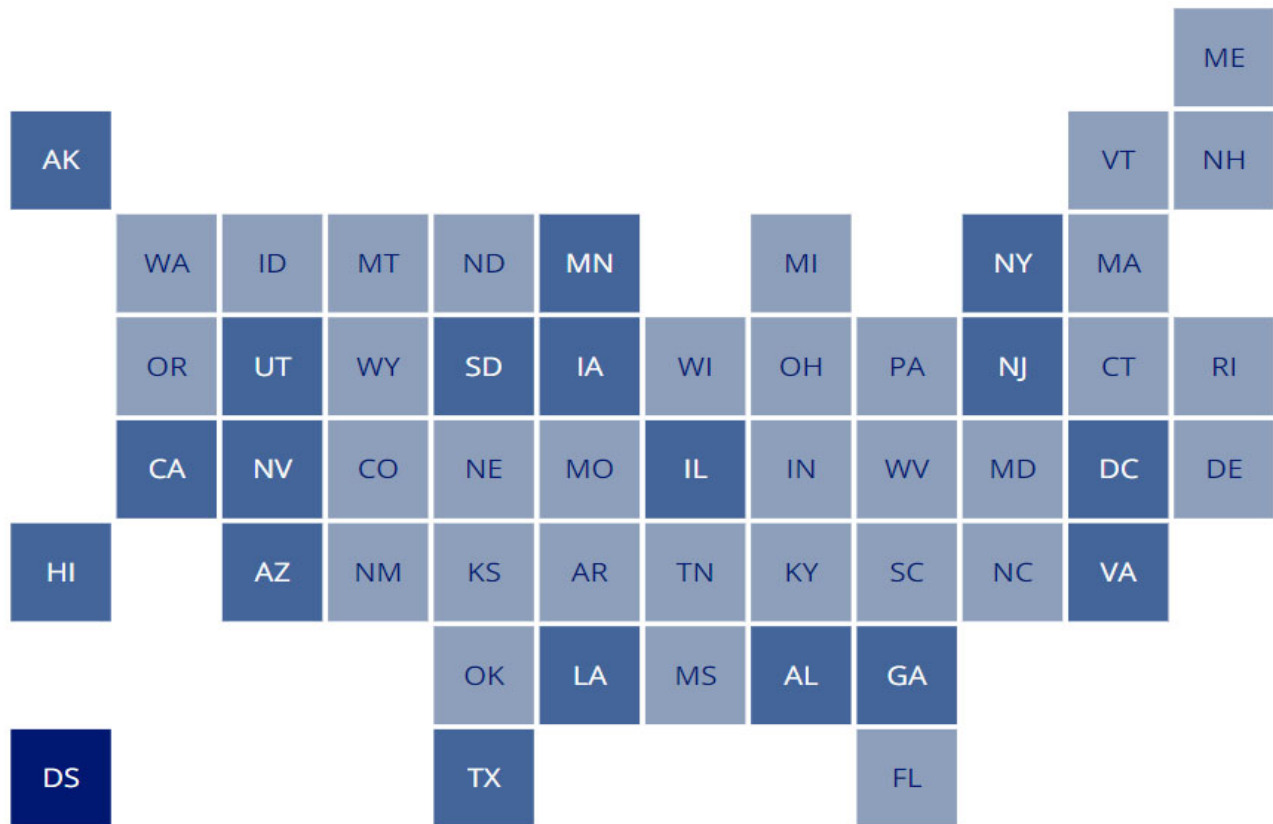 ME
AK VT NH
WA ID MT ND MN MI NY MA
OR UT WY SD IA WI OH PA NJ CT RI
CA NV CO NE MO IL IN WV MD DC DE
HI AZ NM KS AR TN KY SC NC VA
OK LA MS AL GA
DS TX FL